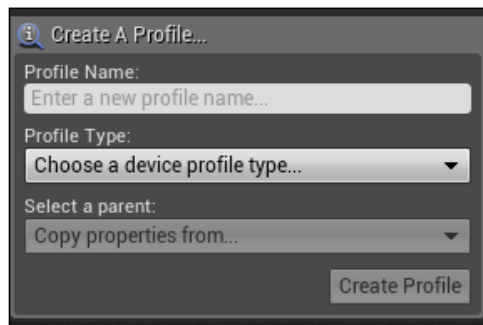 Create A Profile...
Profile Name:
Enter a new profile name...
Profile Type:
Choose a device profile type...
Select a parent:
Copy properties from...
Create Profile